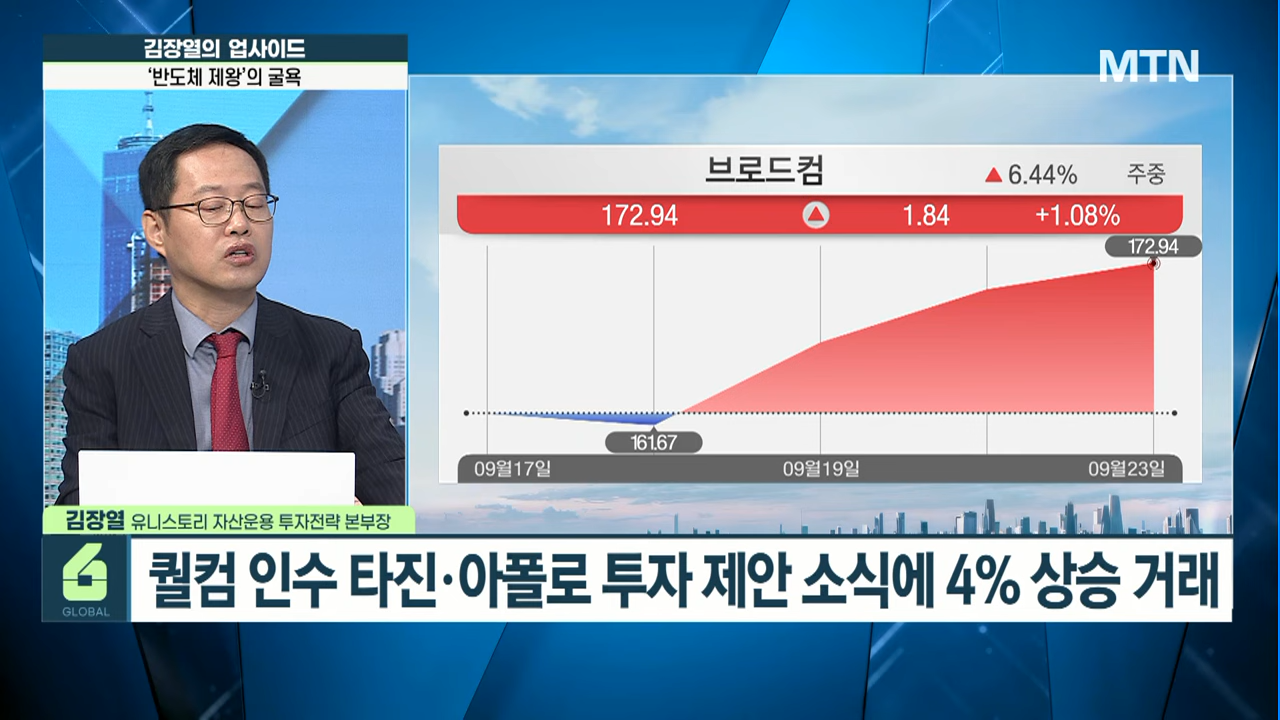 김장열의 업사이드
‘반도체 제왕’의 굴욕
MTN
브로드컴 ▲ 6.44% 주중
172.94 ▲ 1.84 +1.08%
172.94
161.67
09월17일 09월19일 09월23일
김장열 유니스토리 자산운용 투자전략 본부장
6
GLOBAL
퀄컴 인수 타진·아폴로 투자 제안 소식에 4% 상승 거래